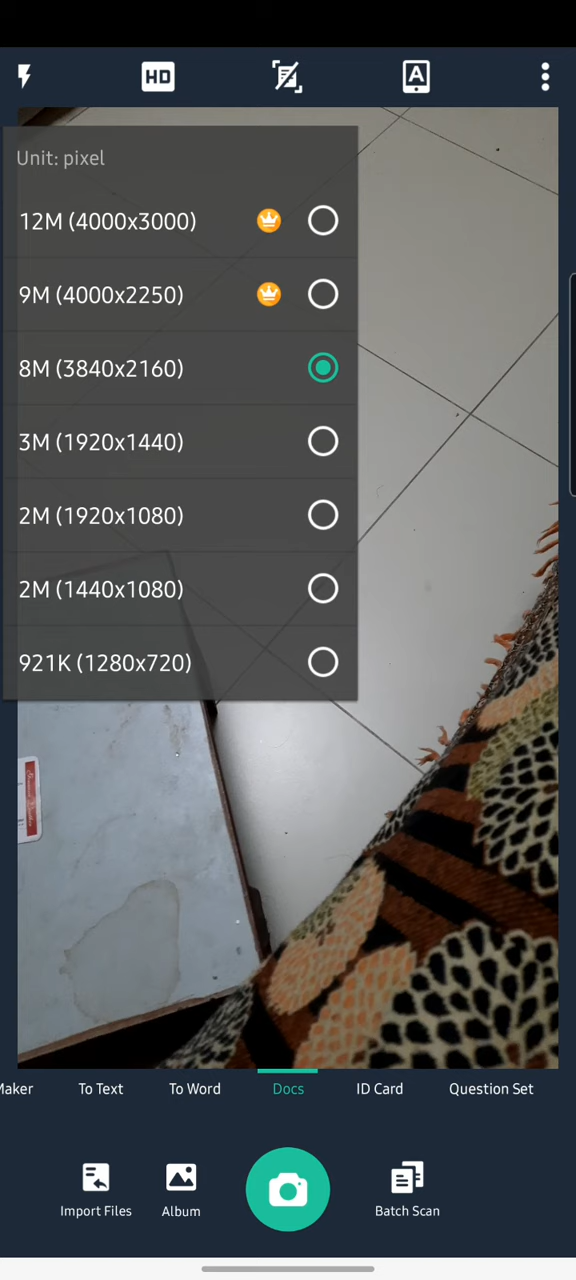 HD
A
Unit: pixel
12M (4000x3000)
9M (4000x2250)
8M (3840x2160)
3M (1920x1440)
2M (1920x1080)
2M (1440x1080)
921K (1280x720)
Maker
To Text
To Word
Docs
ID Card
Question Set
Import Files
Album
Batch Scan